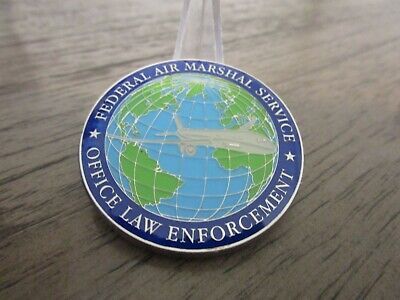 FEDERAL AIR MARSHAL SERVICE
OFFICE LAW ENFORCEMENT